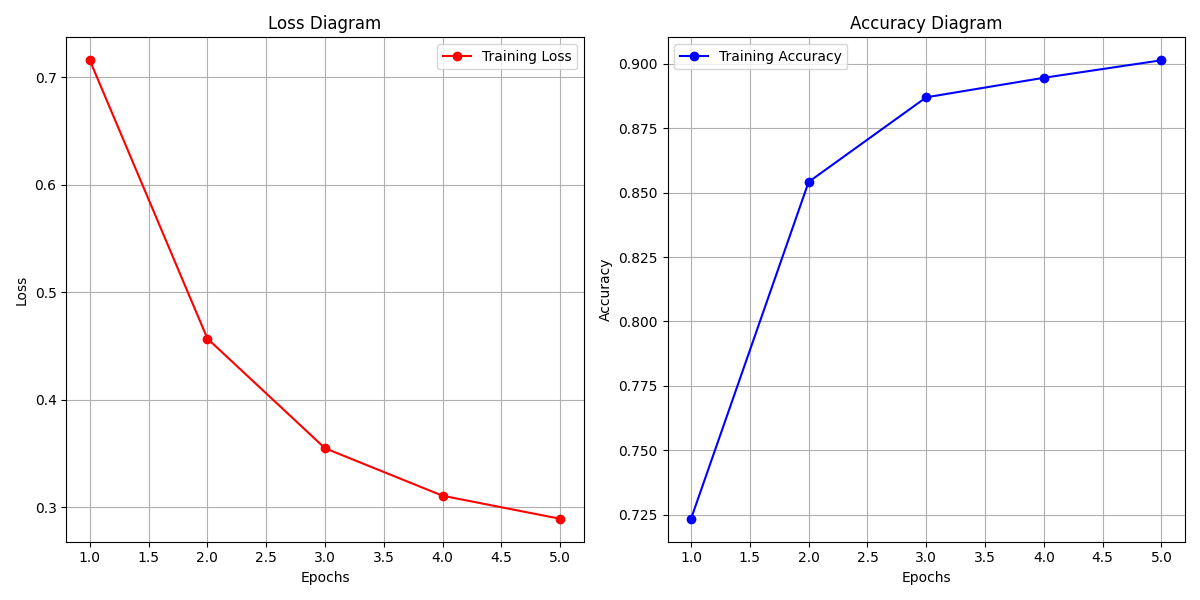 Loss Diagram
Training Loss
0.7
0.6
0.5
0.4
0.3
Loss
1.0 1.5 2.0 2.5 3.0 3.5 4.0 4.5 5.0
Epochs
Accuracy Diagram
Training Accuracy
0.900
0.875
0.850
0.825
0.800
0.775
0.750
0.725
Accuracy
1.0 1.5 2.0 2.5 3.0 3.5 4.0 4.5 5.0
Epochs